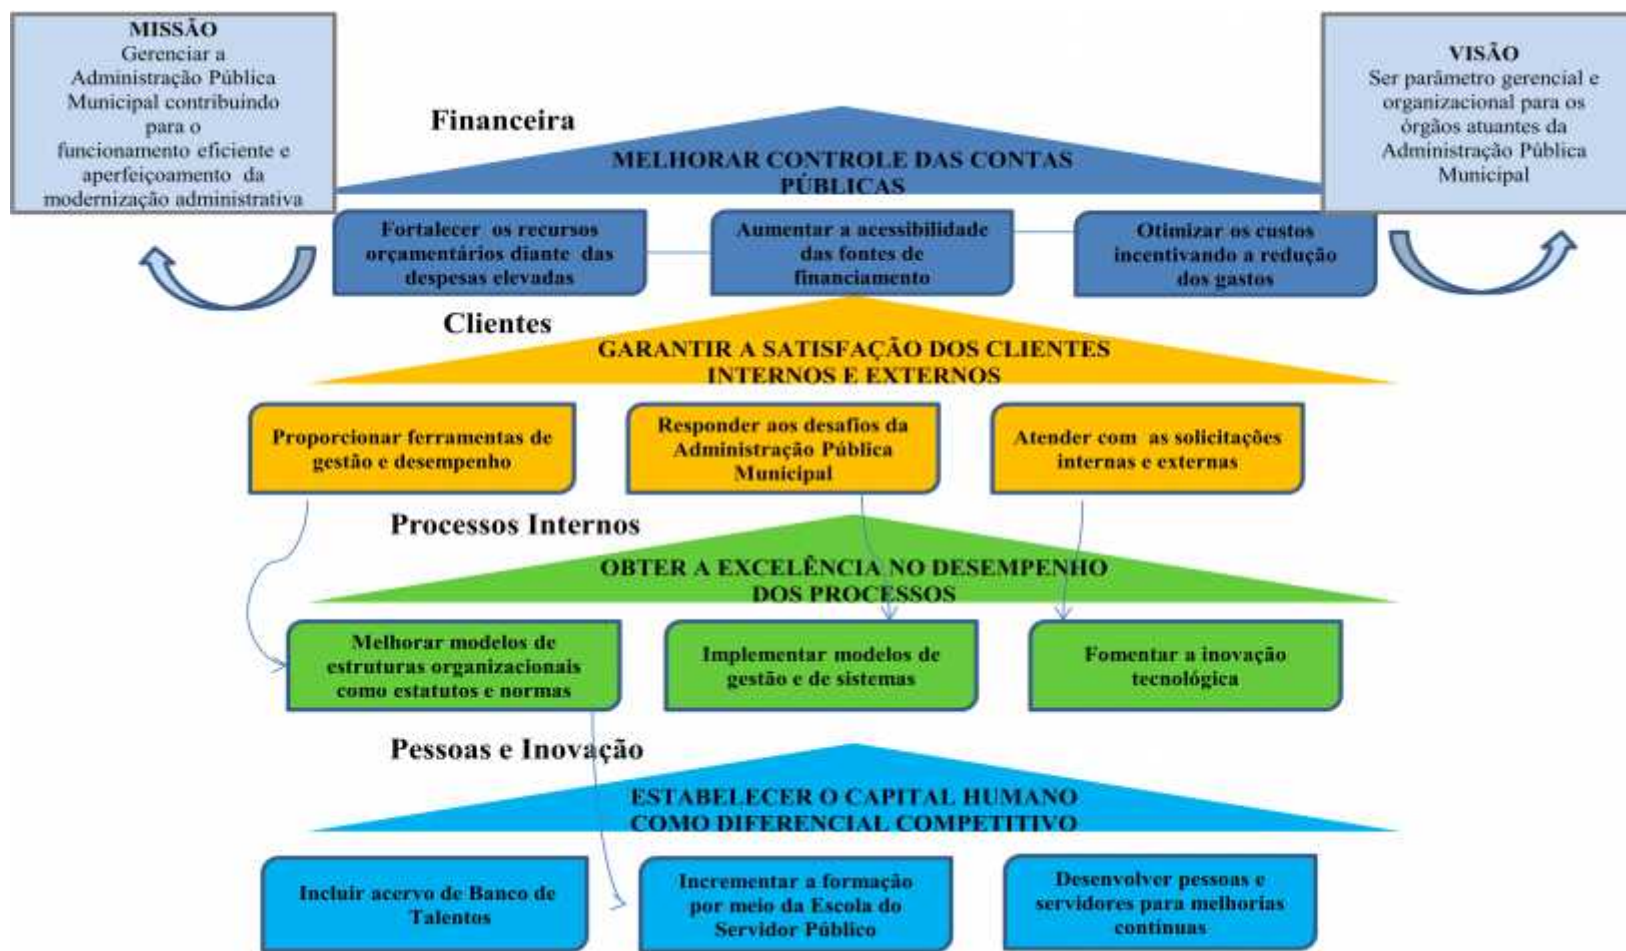 MISSÃO
Gerenciar a
Administração Pública
Municipal contribuindo
para o
funcionamento eficiente e
aperfeiçoamento da
modernização administrativa
VISÃO
Ser parâmetro gerencial e
organizacional para os
órgãos atuantes da
Administração Pública
Municipal
Financeira
MELHORAR CONTROLE DAS CONTAS
PÚBLICAS
Fortalecer os recursos
orçamentários diante das
despesas elevadas
Aumentar a acessibilidade
das fontes de
financiamento
Otimizar os custos
incentivando a redução
dos gastos
Clientes
GARANTIR A SATISFAÇÃO DOS CLIENTES
INTERNOS E EXTERNOS
Proporcionar ferramentas de
gestão e desempenho
Responder aos desafios da
Administração Pública
Municipal
Atender com as solicitações
internas e externas
Processos Internos
OBTER A EXCELÊNCIA NO DESEMPENHO
DOS PROCESSOS
Melhorar modelos de
estruturas organizacionais
como estatutos e normas
Implementar modelos de
gestão e de sistemas
Fomentar a inovação
tecnológica
Pessoas e Inovação
ESTABELECER O CAPITAL HUMANO
COMO DIFERENCIAL COMPETITIVO
Incluir acervo de Banco de
Talentos
Incrementar a formação
por meio da Escola do
Servidor Público
Desenvolver pessoas e
servidores para melhorias
contínuas